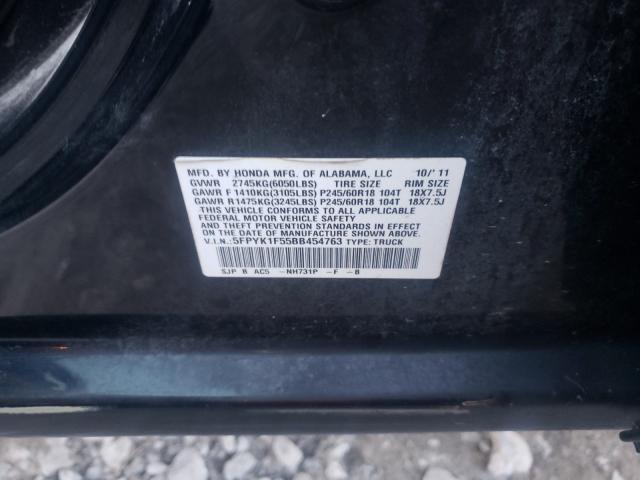 MFD. BY HONDA MFG. OF ALABAMA, LLC 10/'11
GVWR 2745KG(6050LBS) TIRE SIZE RIM SIZE
GAWR F 1410KG(3105LBS) P245/60R18 104T 18X7.5J
GAWR R 1475KG(3245LBS) P245/60R18 104T 18X7.5J
THIS VEHICLE CONFORMS TO ALL APPLICABLE
FEDERAL MOTOR VEHICLE SAFETY
AND THEFT PREVENTION STANDARDS IN EFFECT
ON THE DATE OF MANUFACTURE SHOWN ABOVE.
V.I.N.: 5FPYK1F55BB454763 TYPE: TRUCK
SJP B AC5 -NH731P -F -B